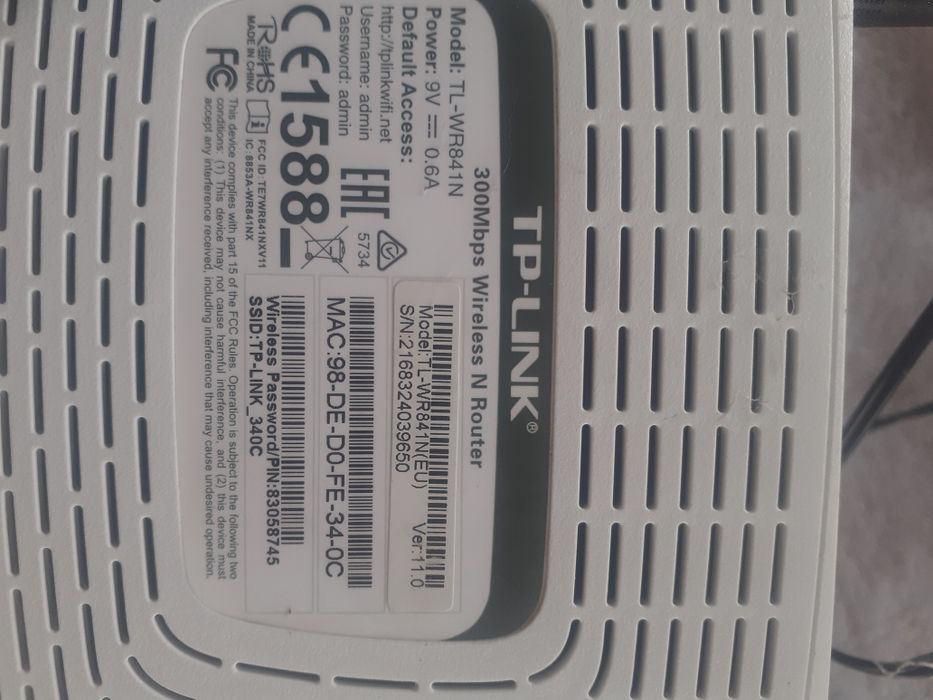 TP-LINK®
300Mbps Wireless N Router
Model: TL-WR841N
Power: 9V ⎓ 0.6A
Default Access:
http://tplinkwifi.net
Username: admin
Password: admin
EAC
5734
CE1588
RoHS
MADE IN CHINA
FCC ID: TE7WR841NXV11
IC: 8853A-WR841NX
Model:TL-WR841N(EU) Ver:11.0
S/N:2168324039650
MAC:98-DE-D0-FE-34-0C
Wireless Password/PIN:83058745
SSID:TP-LINK_340C
FC
This device complies with part 15 of the FCC Rules. Operation is subject to the following two
conditions: (1) This device may not cause harmful interference, and (2) this device must
accept any interference received, including interference that may cause undesired operation.